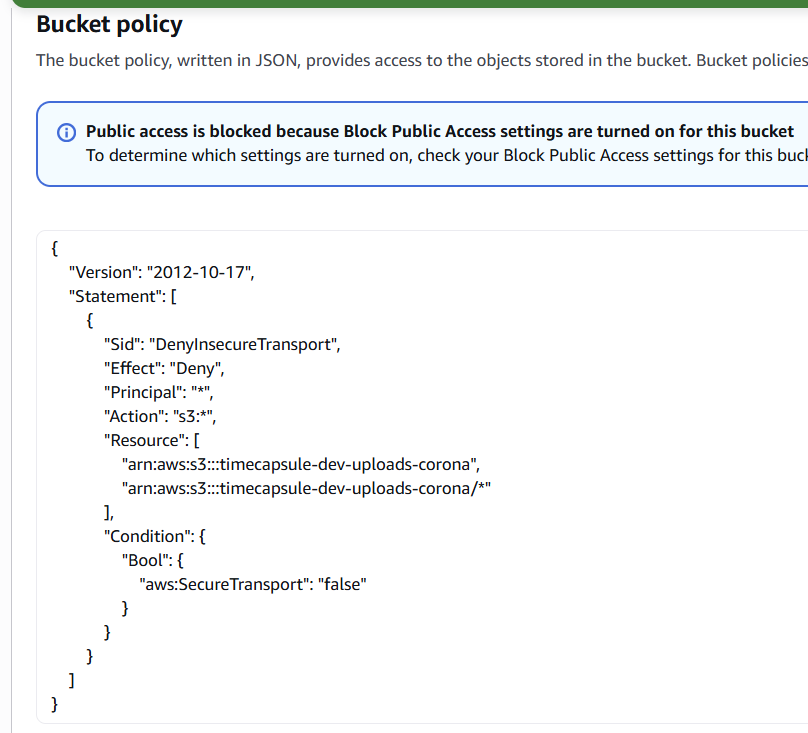 Bucket policy
The bucket policy, written in JSON, provides access to the objects stored in the bucket. Bucket policies
Public access is blocked because Block Public Access settings are turned on for this bucket
To determine which settings are turned on, check your Block Public Access settings for this buck
{
"Version": "2012-10-17",
"Statement": [
{
"Sid": "DenyInsecureTransport",
"Effect": "Deny",
"Principal": "*",
"Action": "s3:*",
"Resource": [
"arn:aws:s3:::timecapsule-dev-uploads-corona",
"arn:aws:s3:::timecapsule-dev-uploads-corona/*"
],
"Condition": {
"Bool": {
"aws:SecureTransport": "false"
}
}
}
]
}